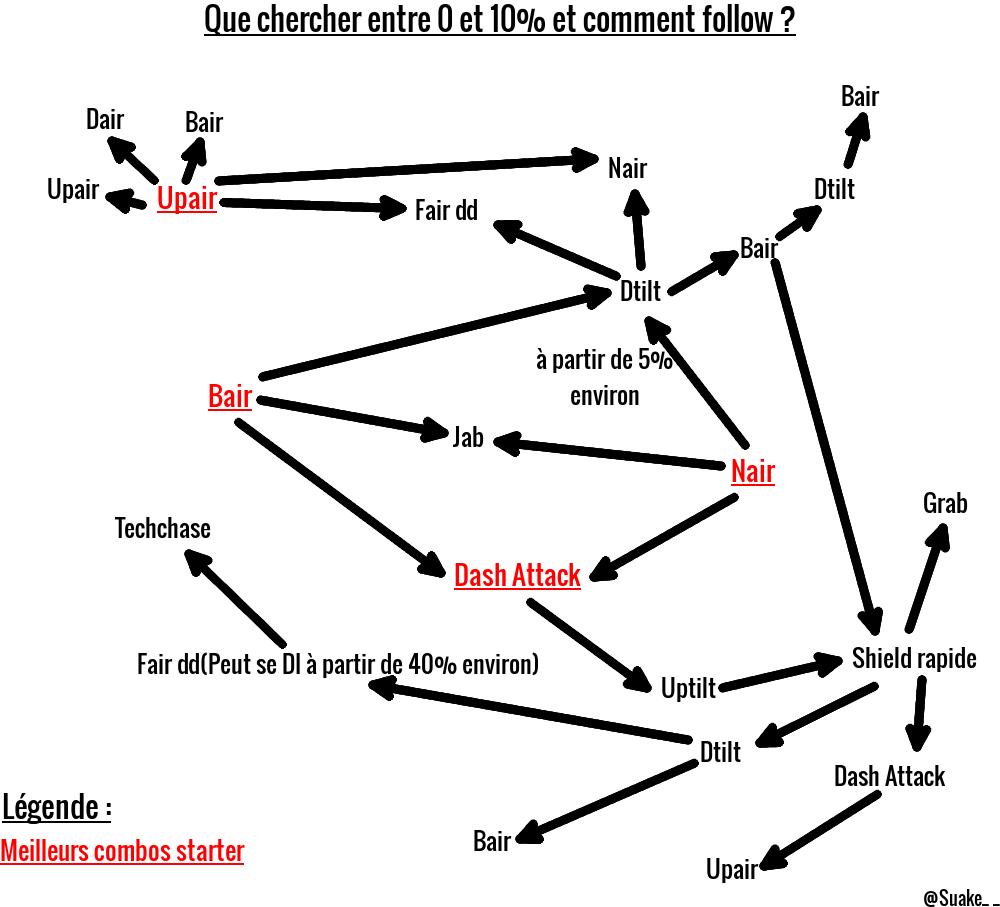 Que chercher entre 0 et 10% et comment follow ?
Bair
Dair
Bair
Nair
Upair
Upair
Dtilt
Fair dd
Bair
Dtilt
à partir de 5%
environ
Bair
Jab
Nair
Grab
Techchase
Dash Attack
Fair dd(Peut se DI à partir de 40% environ)
Shield rapide
Uptilt
Dtilt
Dash Attack
Légende :
Bair
Meilleurs combos starter
Upair
@Suake_ _